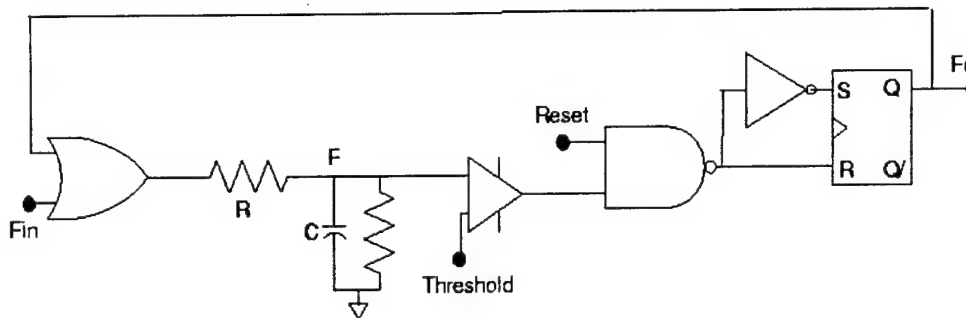 Fo
Reset
S Q
F
R
R Q/
Fin
C
Threshold